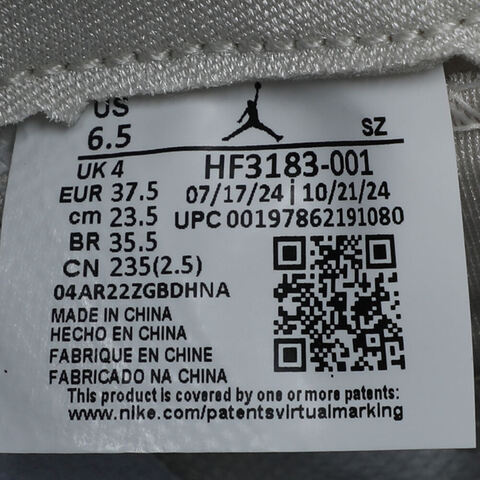 US
6.5
SZ
UK 4
HF3183-001
EUR 37.5
07/17/24 | 10/21/24
cm 23.5
UPC 00197862191080
BR 35.5
CN 235(2.5)
04AR22ZGBDHNA
MADE IN CHINA
HECHO EN CHINA
FABRIQUE EN CHINE
FABRICADO NA CHINA
This product is covered by one or more patents:
www.nike.com/patentsvirtualmarking